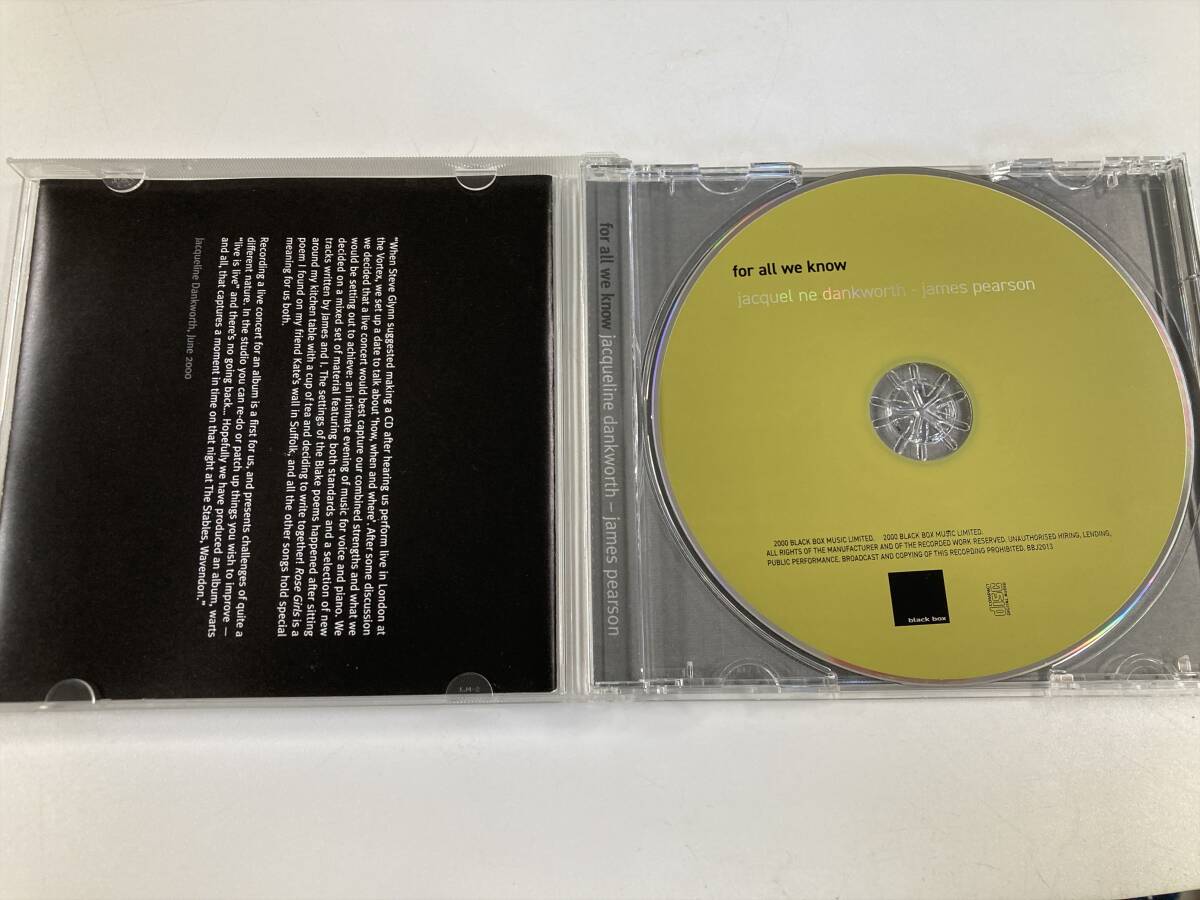 "When Steve Glynn suggested making a CD after hearing us perform live in London at
the Vortex, we set up a date to talk about 'how, when and where'. After some discussion
we decided that a live concert would best capture our combined strengths and what we
would be setting out to achieve: an intimate evening of music for voice and piano. We
decided on a mixed set of material featuring both standards and a selection of new
tracks written by James and I. The settings of the Blake poems happened after sitting
around my kitchen table with a cup of tea and deciding to write together! Rose Girls is a
poem I found on my friend Kate's wall in Suffolk, and all the other songs hold special
meaning for us both.
Recording a live concert for an album is a first for us, and presents challenges of quite a
different nature. In the studio you can re-do or patch up things you wish to improve –
"live is live" and there's no going back... Hopefully we have produced an album, warts
and all, that captures a moment in time on that night at The Stables, Wavendon."
Jacqueline Dankworth, June 2000
for all we know jacqueline dankworth – james pearson
for all we know
jacquel ne dankworth - james pearson
2000 BLACK BOX MUSIC LIMITED. 2000 BLACK BOX MUSIC LIMITED.
ALL RIGHTS OF THE MANUFACTURER AND OF THE RECORDED WORK RESERVED. UNAUTHORISED HIRING, LENDING,
PUBLIC PERFORMANCE, BROADCAST AND COPYING OF THIS RECORDING PROHIBITED. BBJ2013
black box
COMPACT
disc
DIGITAL AUDIO